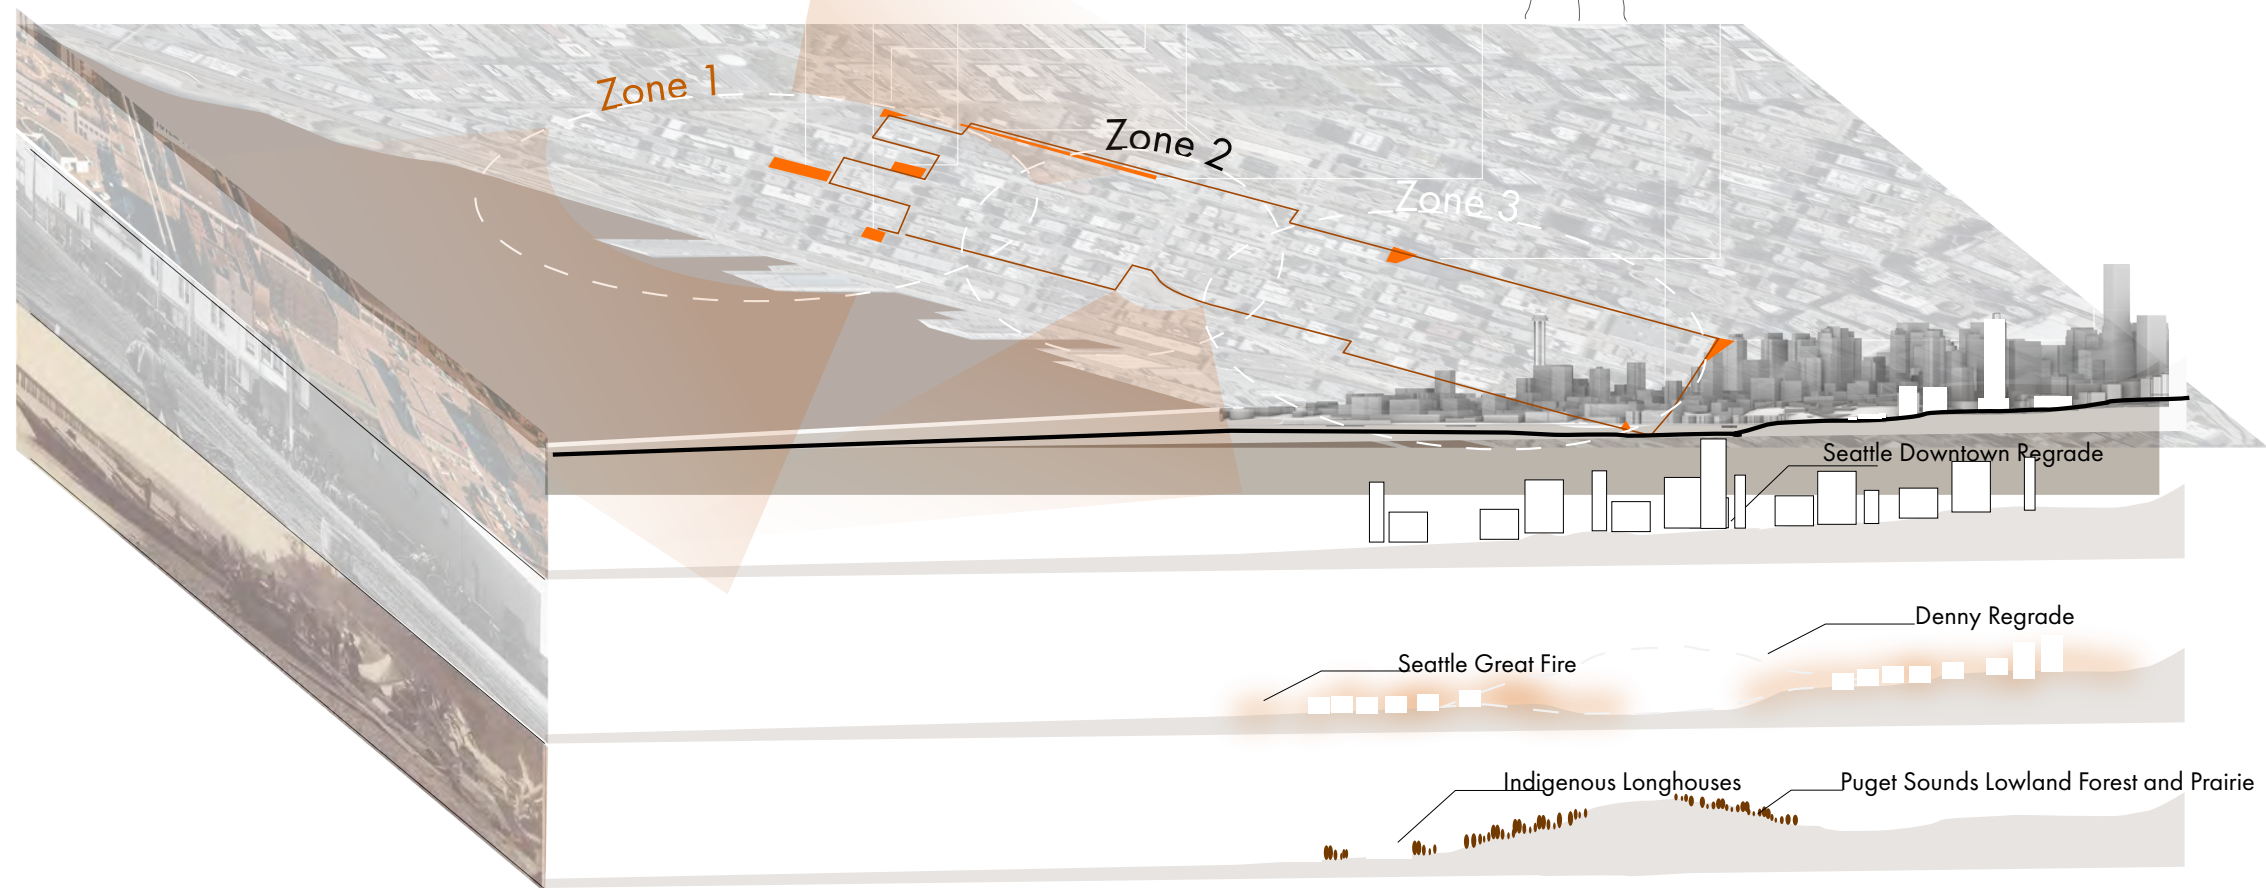 Zone 1
Zone 2
Zone 3
Seattle Downtown Regrade
Denny Regrade
Seattle Great Fire
Indigenous Longhouses
Puget Sounds Lowland Forest and Prairie